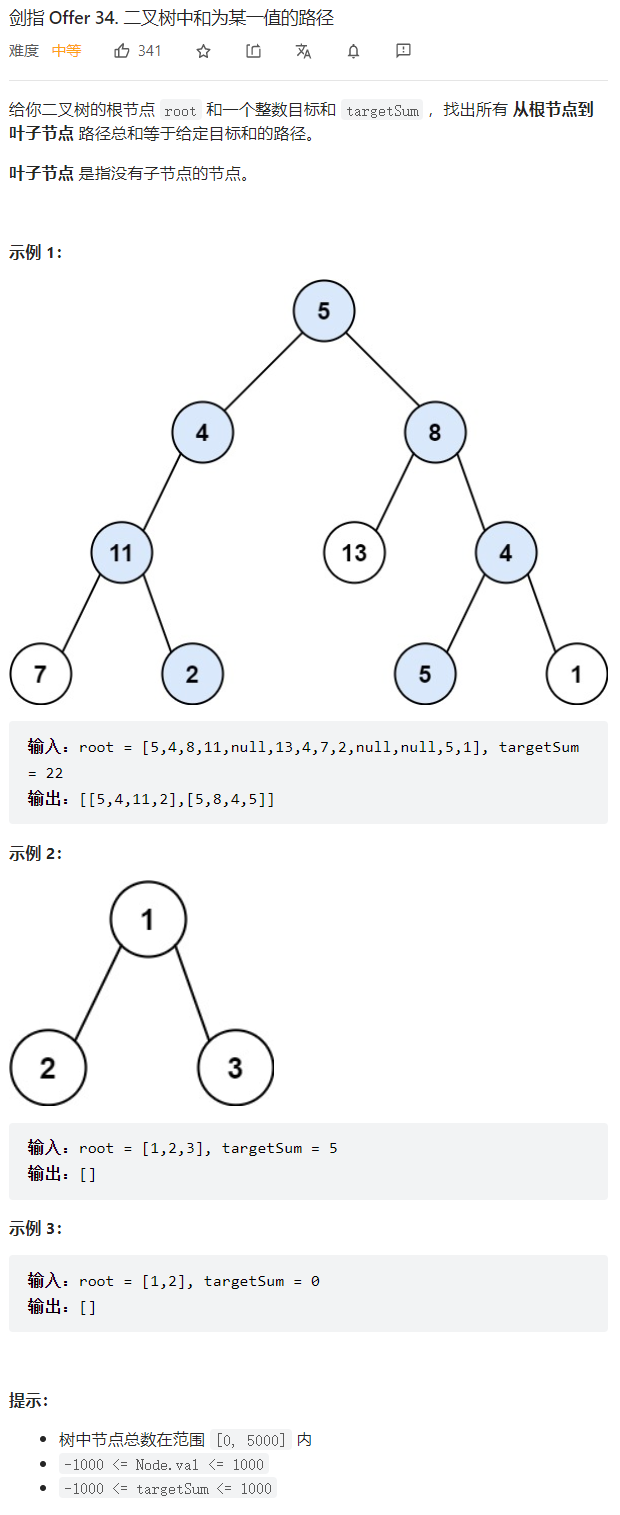 剑指 Offer 34. 二叉树中和为某一值的路径
难度 中等 341
给你二叉树的根节点 root 和一个整数目标和 targetSum ，找出所有 从根节点到
叶子节点 路径总和等于给定目标和的路径。
叶子节点 是指没有子节点的节点。
示例 1：
5
4 8
11 13 4
7 2 5 1
输入：root = [5,4,8,11,null,13,4,7,2,null,null,5,1], targetSum
= 22
输出：[[5,4,11,2],[5,8,4,5]]
示例 2：
1
2 3
输入：root = [1,2,3], targetSum = 5
输出：[]
示例 3：
输入：root = [1,2], targetSum = 0
输出：[]
提示：
• 树中节点总数在范围 [0, 5000] 内
• -1000 <= Node.val <= 1000
• -1000 <= targetSum <= 1000